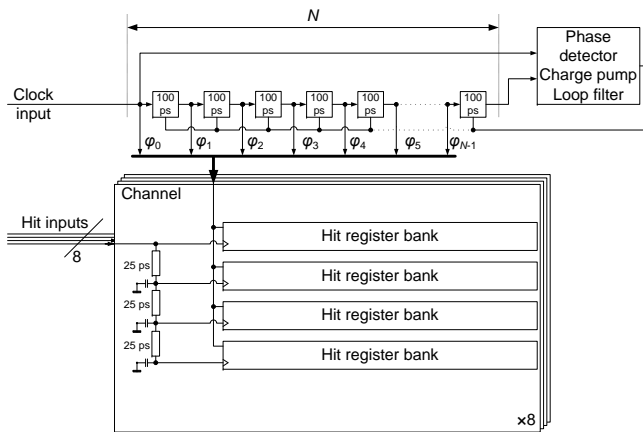 N
Phase
detector
Charge pump
Loop filter
Clock
input
100
ps
100
ps
100
ps
100
ps
100
ps
100
ps
φ0
φ1
φ2
φ3
φ4
φ5
φN-1
Channel
Hit inputs
8
Hit register bank
25 ps
Hit register bank
25 ps
Hit register bank
25 ps
Hit register bank
×8